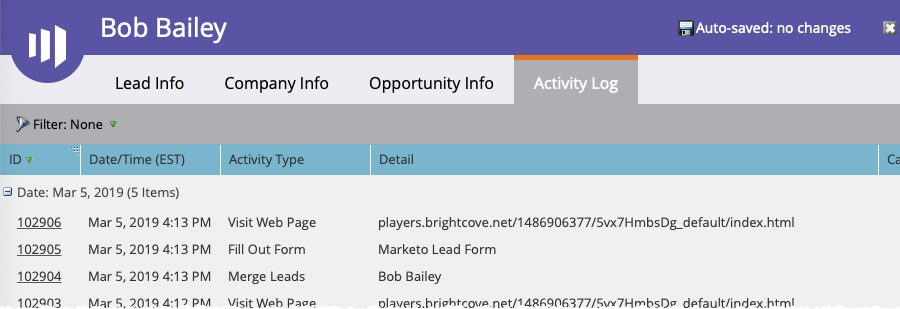 Bob Bailey
Auto-saved: no changes
Lead Info Company Info Opportunity Info Activity Log
Filter: None
ID Date/Time (EST) Activity Type Detail Ca
Date: Mar 5, 2019 (5 Items)
102906 Mar 5, 2019 4:13 PM Visit Web Page players.brightcove.net/1486906377/5vx7HmbsDg_default/index.html
102905 Mar 5, 2019 4:13 PM Fill Out Form Marketo Lead Form
102904 Mar 5, 2019 4:13 PM Merge Leads Bob Bailey
102903 Mar 5, 2019 4:12 PM Visit Web Page players.brightcove.net/1486906377/5vx7HmbsDg_default/index.html